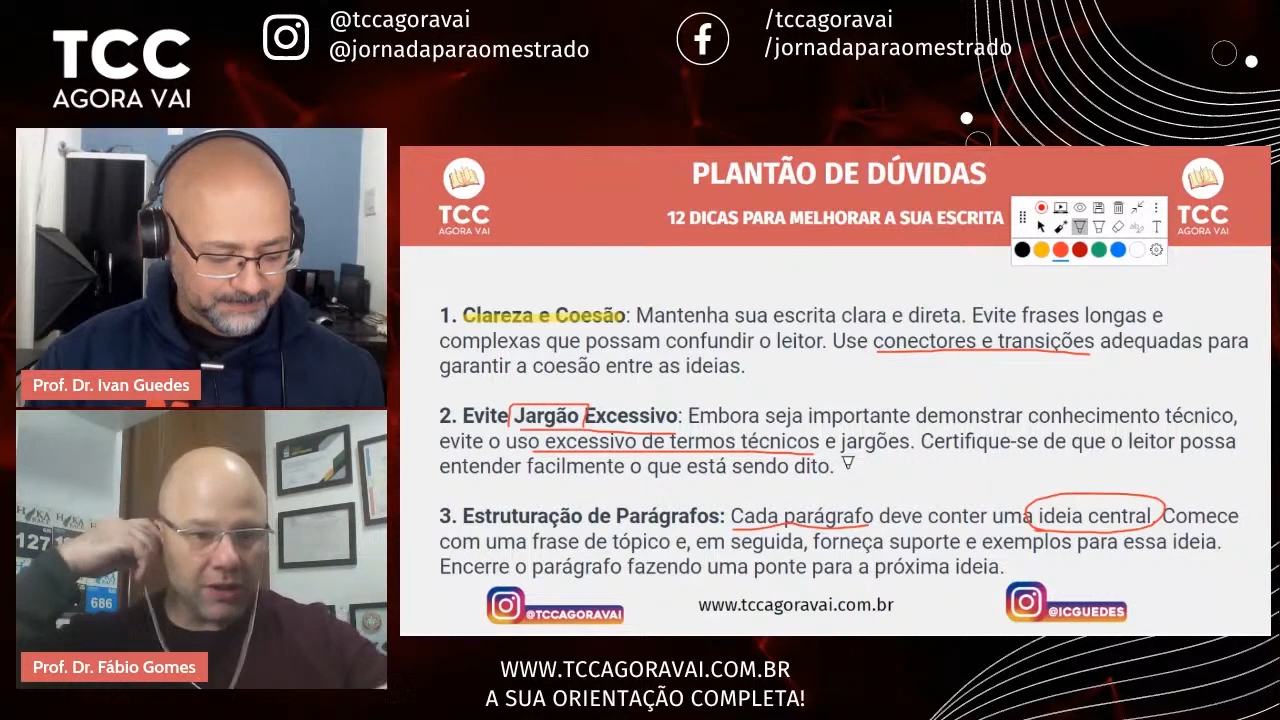 TCC
AGORA VAI
@tccagoravai
@jornadaparaomestrado
/tccagoravai
/jornadaparaomestrado
Prof. Dr. Ivan Guedes
127
686
Prof. Dr. Fábio Gomes
TCC
AGORA VAI
PLANTÃO DE DÚVIDAS
12 DICAS PARA MELHORAR A SUA ESCRITA
TCC
AGORA VAI
1. Clareza e Coesão: Mantenha sua escrita clara e direta. Evite frases longas e
complexas que possam confundir o leitor. Use conectores e transições adequadas para
garantir a coesão entre as ideias.
2. Evite Jargão Excessivo: Embora seja importante demonstrar conhecimento técnico,
evite o uso excessivo de termos técnicos e jargões. Certifique-se de que o leitor possa
entender facilmente o que está sendo dito.
3. Estruturação de Parágrafos: Cada parágrafo deve conter uma ideia central. Comece
com uma frase de tópico e, em seguida, forneça suporte e exemplos para essa ideia.
Encerre o parágrafo fazendo uma ponte para a próxima ideia.
@TCCAGORAVAI
www.tccagoravai.com.br
@ICGUEDES
WWW.TCCAGORAVAI.COM.BR
A SUA ORIENTAÇÃO COMPLETA!